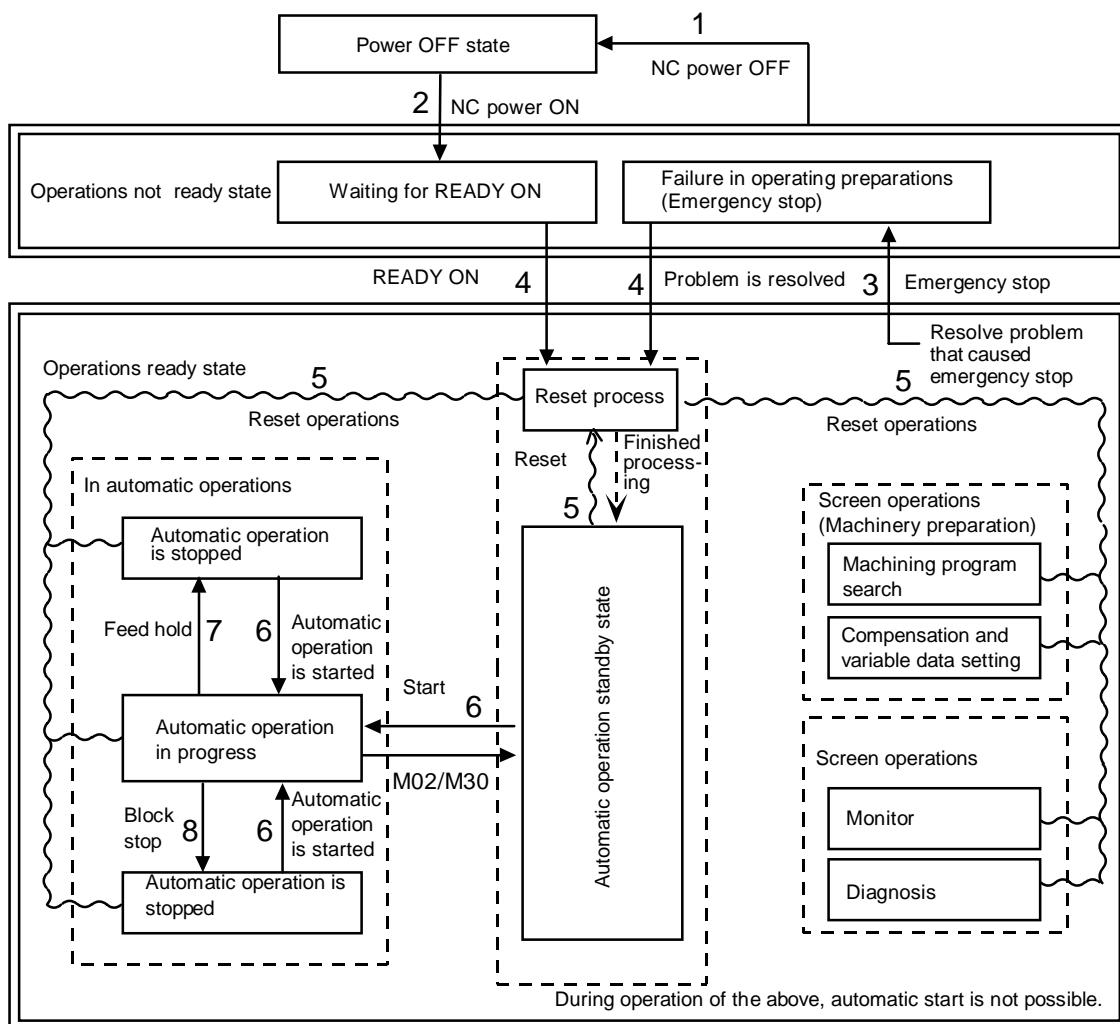 1
Power OFF state
NC power OFF
2
NC power ON
Operations not ready state
Waiting for READY ON
Failure in operating preparations
(Emergency stop)
READY ON
4
4
Problem is resolved
3
Emergency stop
Operations ready state
5
Reset operations
Reset process
Resolve problem
that caused
emergency stop
5
Reset operations
Reset
Finished
process-
ing
5
In automatic operations
Automatic operation
is stopped
Feed hold
7
6
Automatic
operation
is started
Start
6
Automatic operation
in progress
M02/M30
Block
stop
8
6
Automatic
operation
is started
Automatic operation is
stopped
Automatic operation standby state
Screen operations
(Machinery preparation)
Machining program
search
Compensation and
variable data setting
Screen operations
Monitor
Diagnosis
During operation of the above, automatic start is not possible.